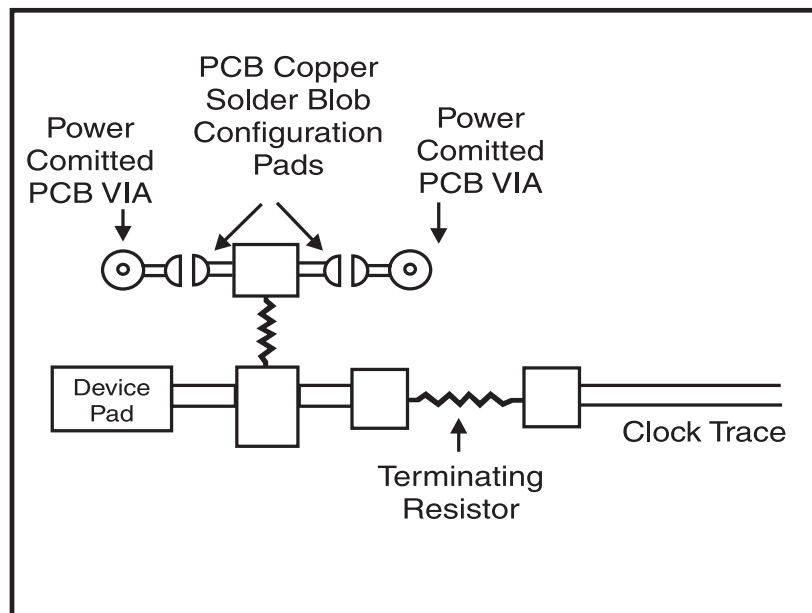 PCB Copper
Solder Blob
Configuration
Pads
Power
Comitted
PCB VIA
Power
Comitted
PCB VIA
Device
Pad
Clock Trace
Terminating
Resistor